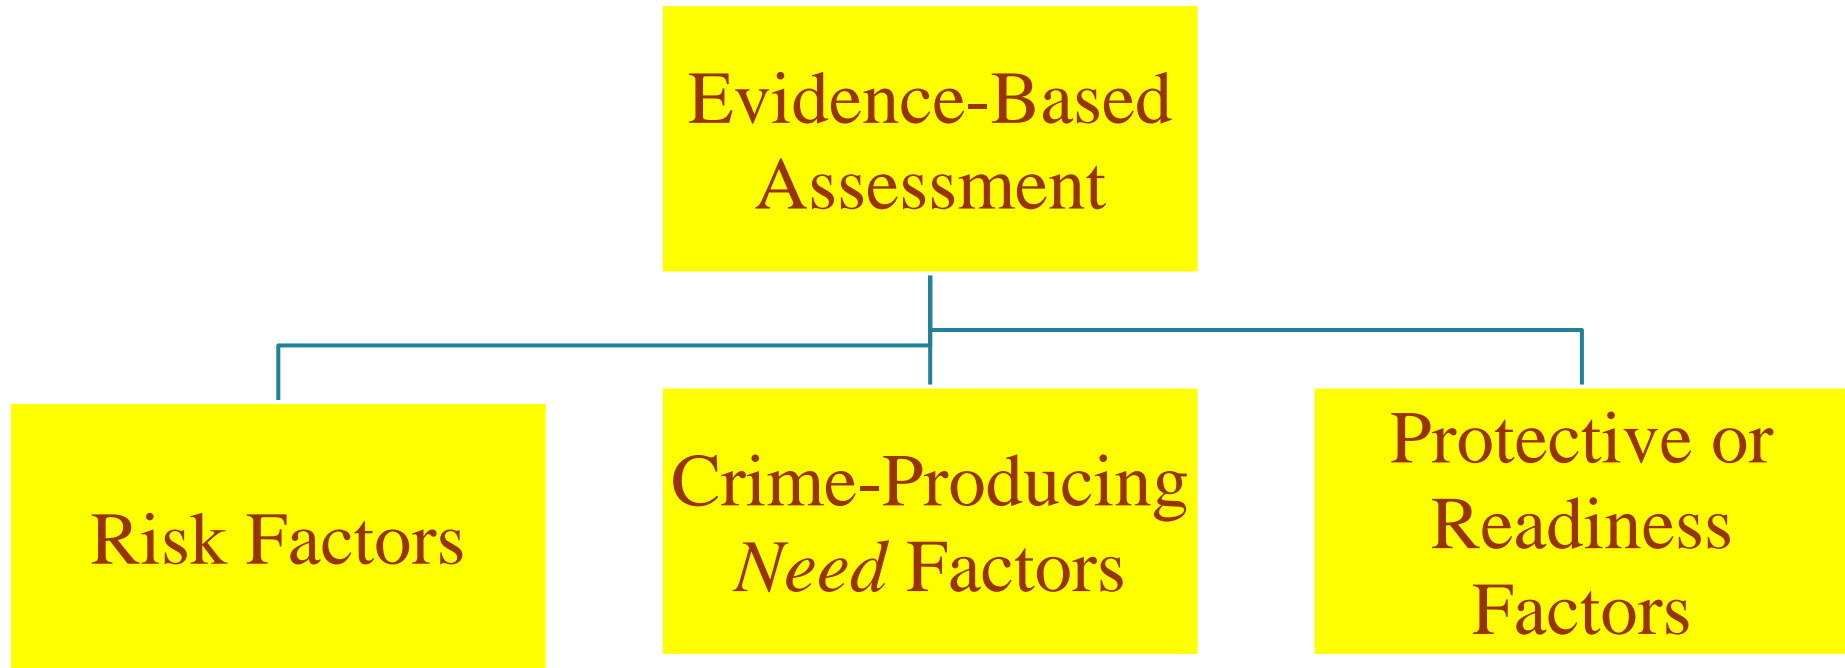 Evidence-Based
Assessment
Risk Factors
Crime-Producing
Need Factors
Protective or
Readiness
Factors